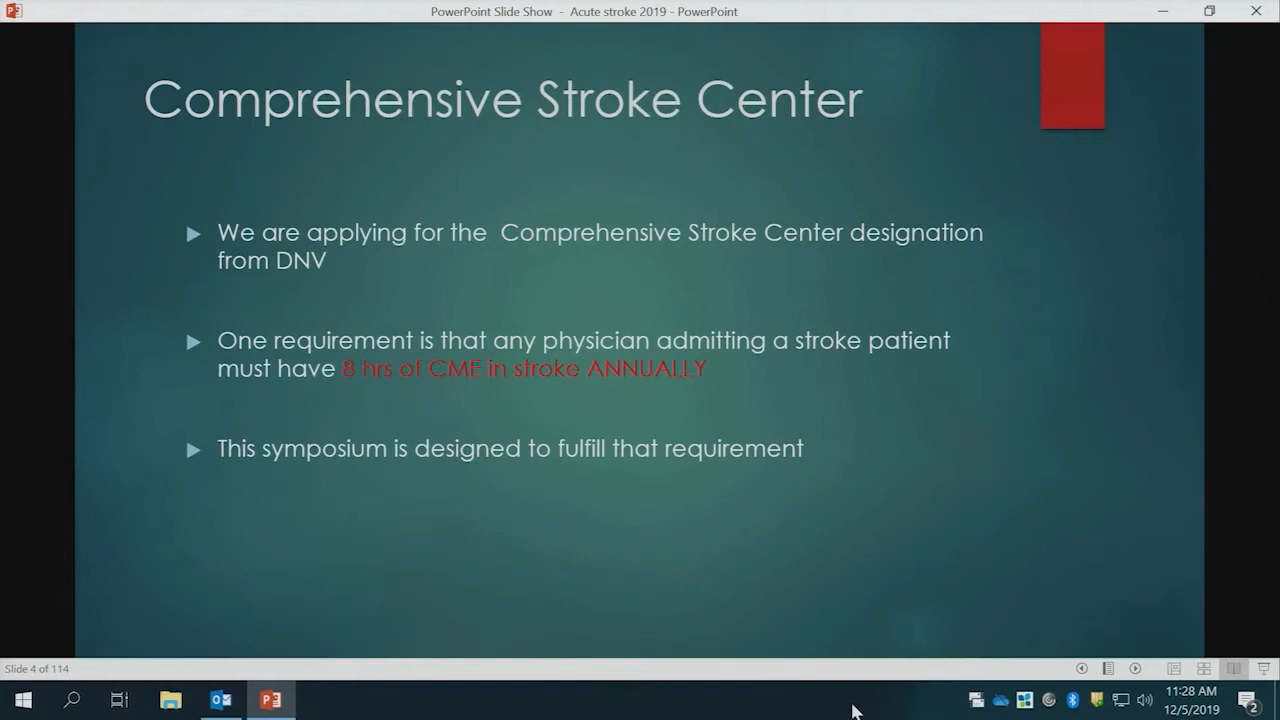 PowerPoint Slide Show - Acute stroke 2019 - PowerPoint
Comprehensive Stroke Center
We are applying for the Comprehensive Stroke Center designation
from DNV
One requirement is that any physician admitting a stroke patient
must have 8 hrs of CME in stroke ANNUALLY
This symposium is designed to fulfill that requirement
Slide 4 of 114
11:28 AM
12/5/2019
2